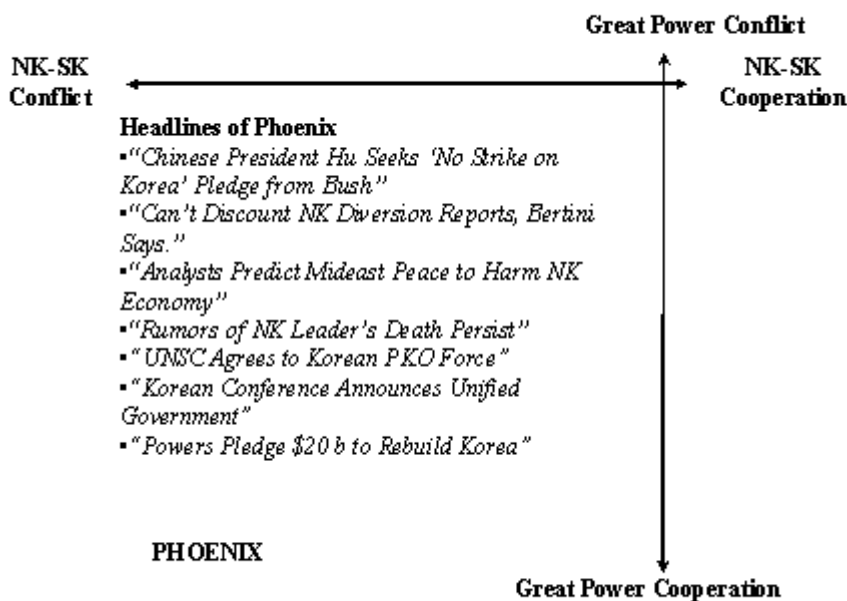 Great Power Conflict
NK-SK
Conflict
NK-SK
Cooperation
Headlines of Phoenix
▪“Chinese President Hu Seeks ‘No Strike on
Korea’ Pledge from Bush”
▪“Can’t Discount NK Diversion Reports, Bertini
Says.”
▪“Analysts Predict Mideast Peace to Harm NK
Economy”
▪“Rumors of NK Leader’s Death Persist”
▪“UNSC Agrees to Korean PKO Force”
▪“Korean Conference Announces Unified
Government”
▪“Powers Pledge $20 b to Rebuild Korea”
PHOENIX
Great Power Cooperation